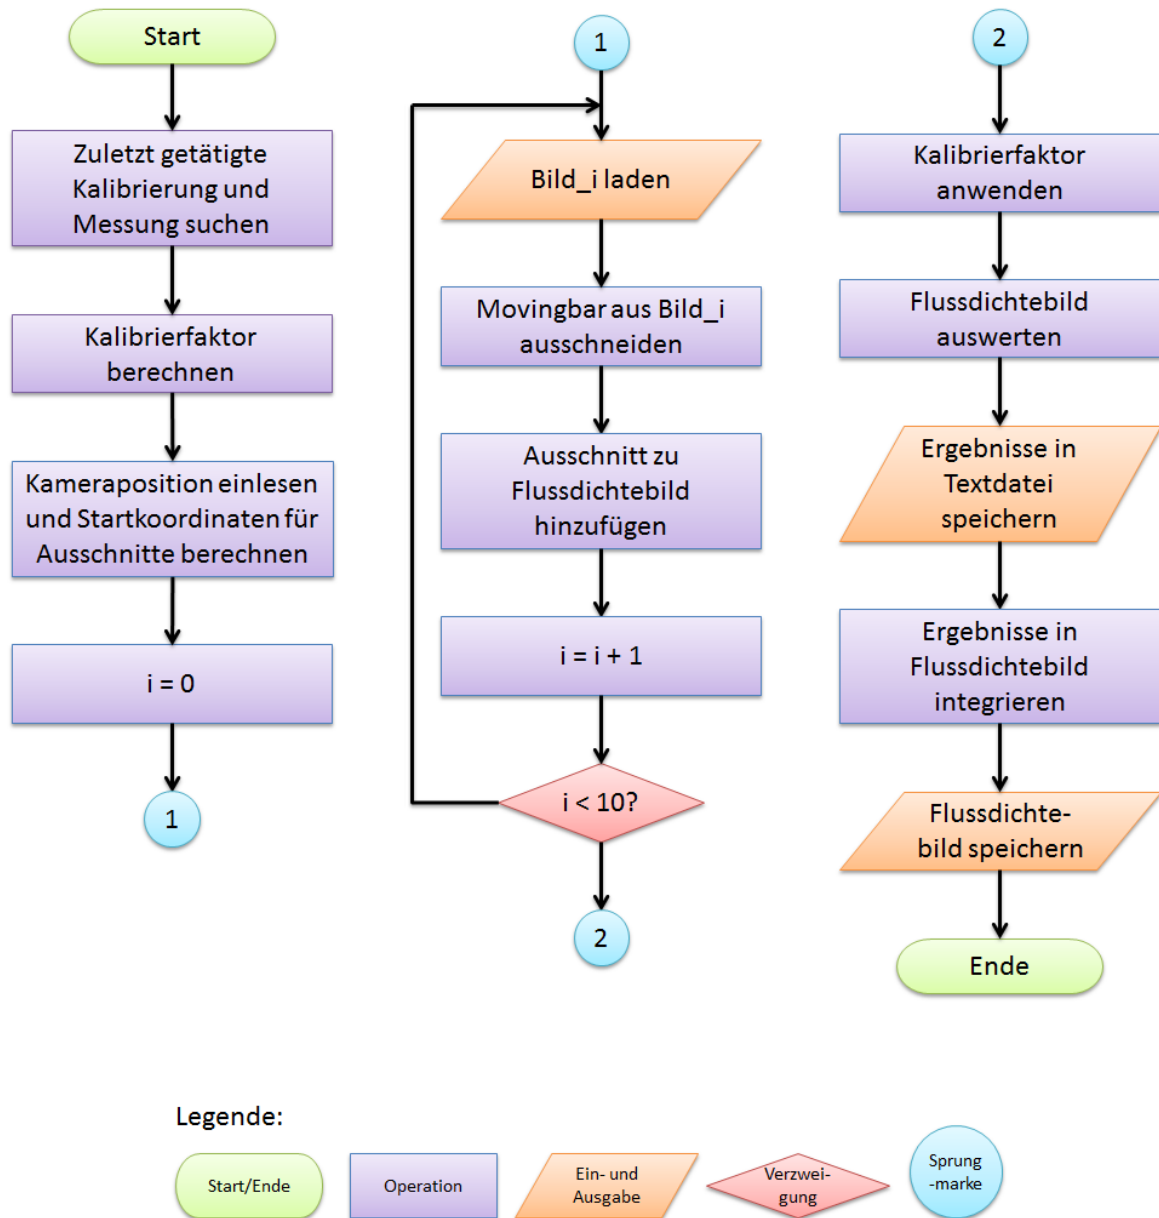 Start
Zuletzt getätigte
Kalibrierung und
Messung suchen
Kalibrierfaktor
berechnen
Kameraposition einlesen
und Startkoordinaten für
Ausschnitte berechnen
i = 0
1
1
Bild_i laden
Movingbar aus Bild_i
ausschneiden
Ausschnitt zu
Flussdichtebild
hinzufügen
i = i + 1
i < 10?
2
2
Kalibrierfaktor
anwenden
Flussdichtebild
auswerten
Ergebnisse in
Textdatei
speichern
Ergebnisse in
Flussdichtebild
integrieren
Flussdichte-
bild speichern
Ende
Legende:
Start/Ende
Operation
Ein- und
Ausgabe
Verzwei-
gung
Sprung
-marke